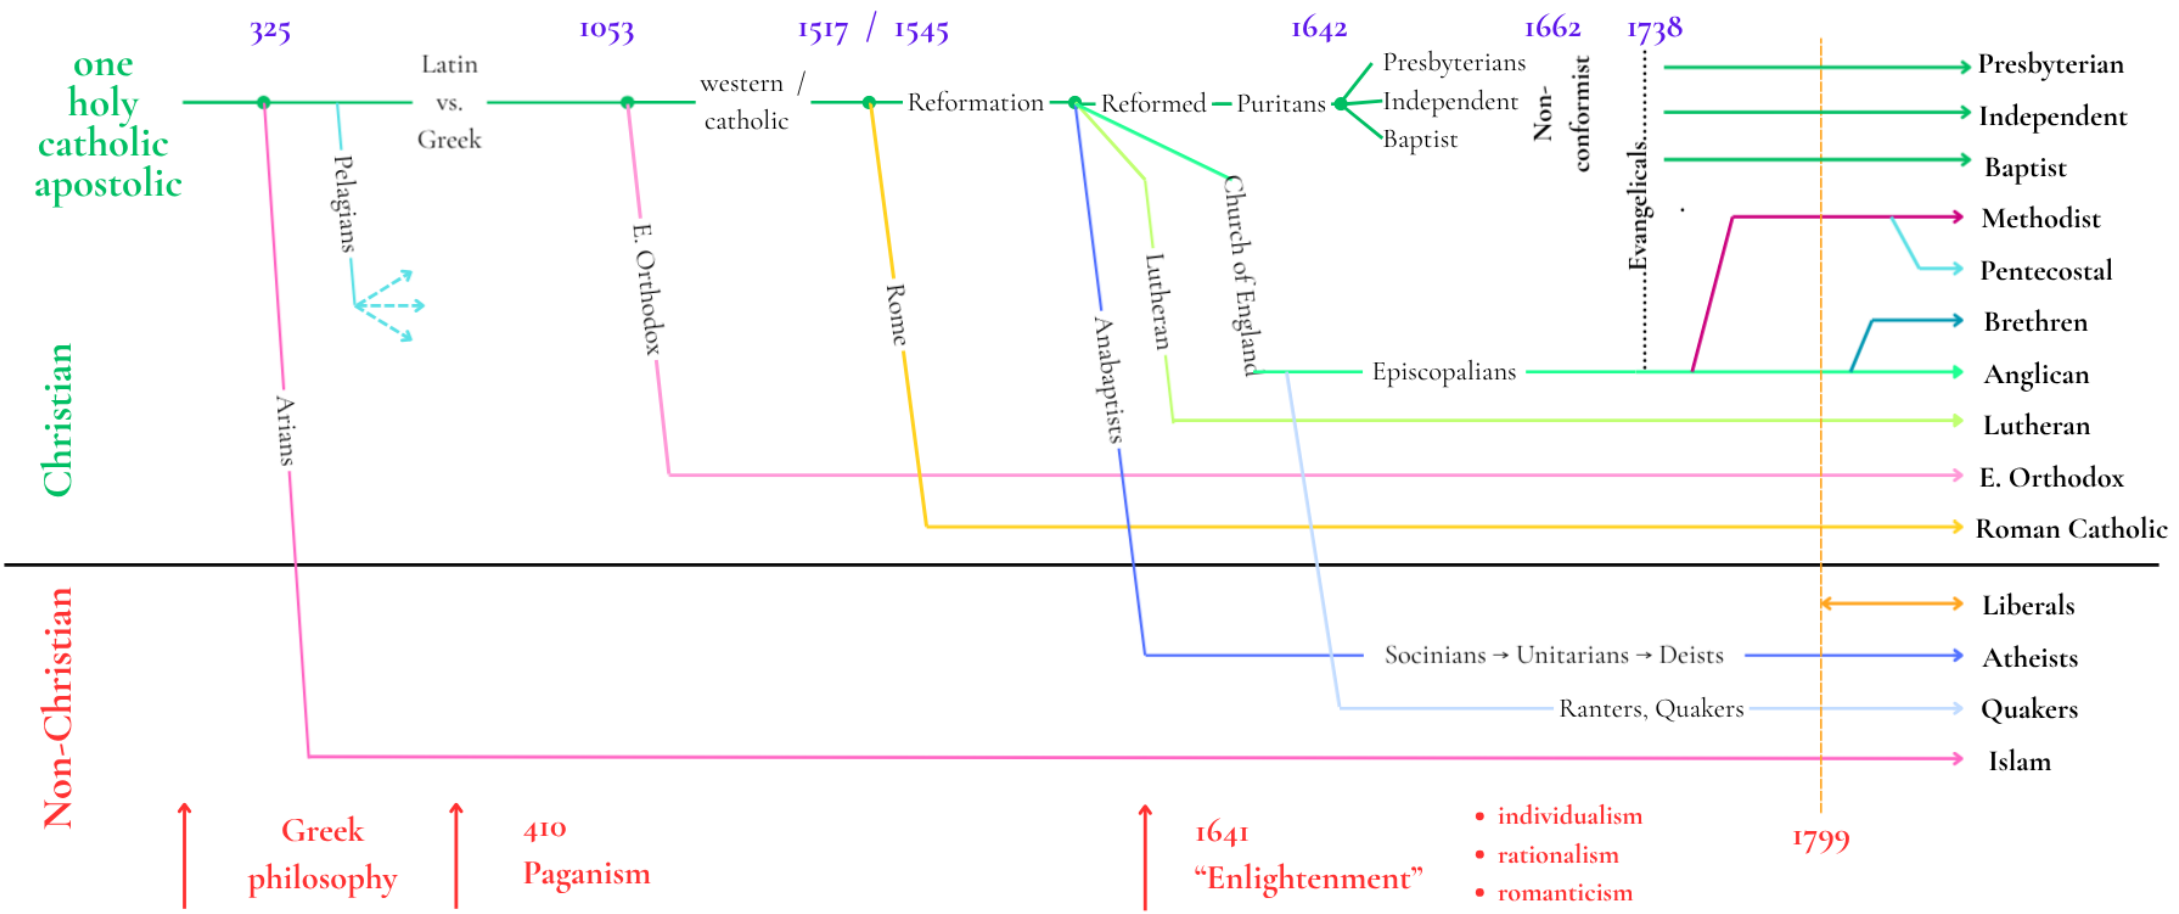 325
1053
1517 / 1545
1642
1662
1738
one
holy
catholic
apostolic
Latin
vs.
Greek
western /
catholic
Reformation
Reformed
Puritans
Presbyterians
Independent
Baptist
Non-
conformist
Evangelicals
Pelagians
Arians
E. Orthodox
Rome
Anabaptists
Lutheran
Church of England
Episcopalians
Presbyterian
Independent
Baptist
Methodist
Pentecostal
Brethren
Anglican
Lutheran
E. Orthodox
Roman Catholic
Christian
Non-Christian
Liberals
Socinians → Unitarians → Deists
Atheists
Ranters, Quakers
Quakers
Islam
Greek
philosophy
410
Paganism
1641
“Enlightenment”
• individualism
• rationalism
• romanticism
1799